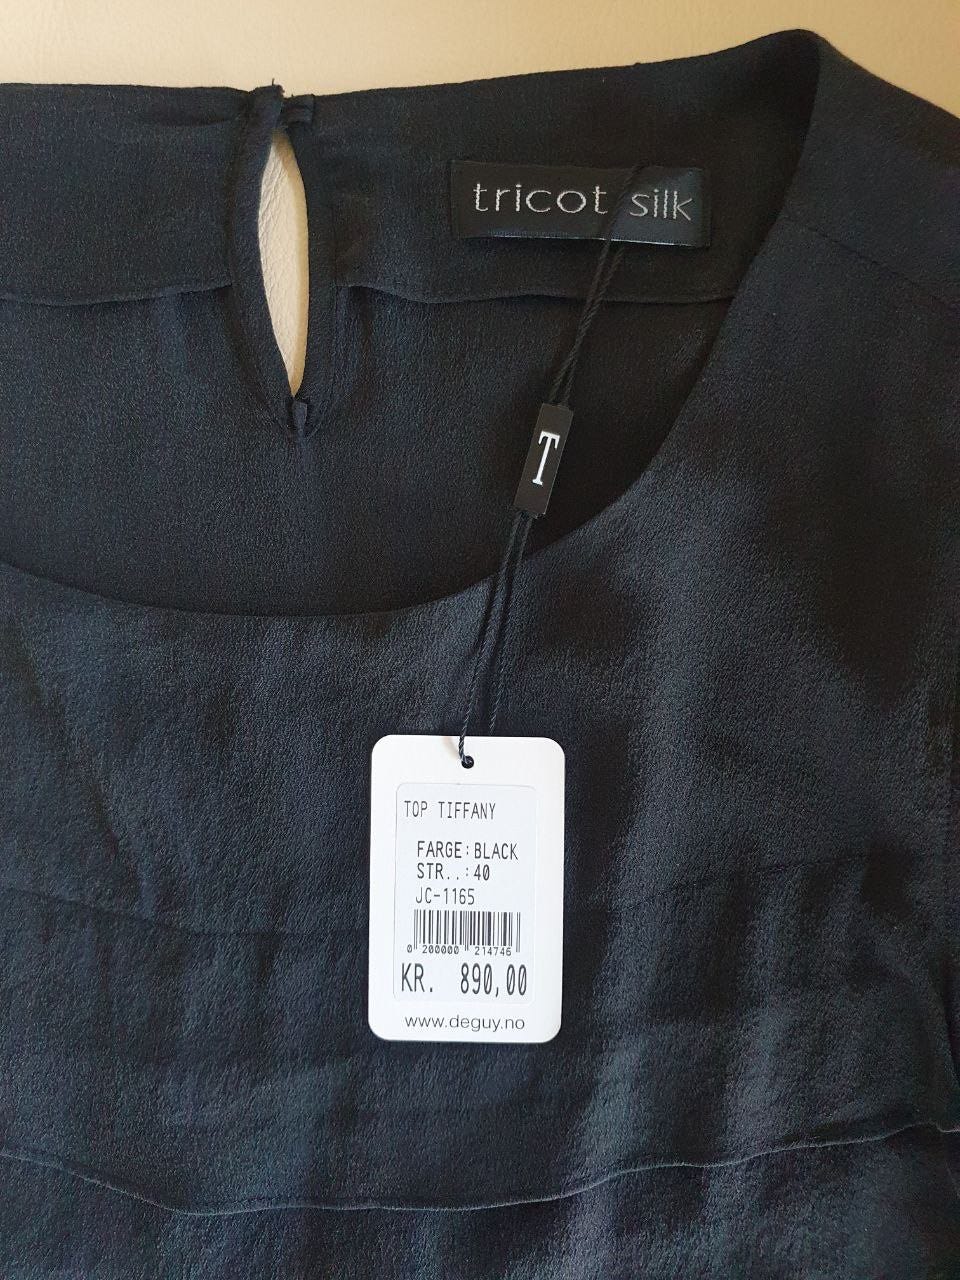 tricot silk
T
TOP TIFFANY
FARGE:BLACK
STR..:40
JC-1165
0 200000 214746
KR. 890,00
www.deguy.no